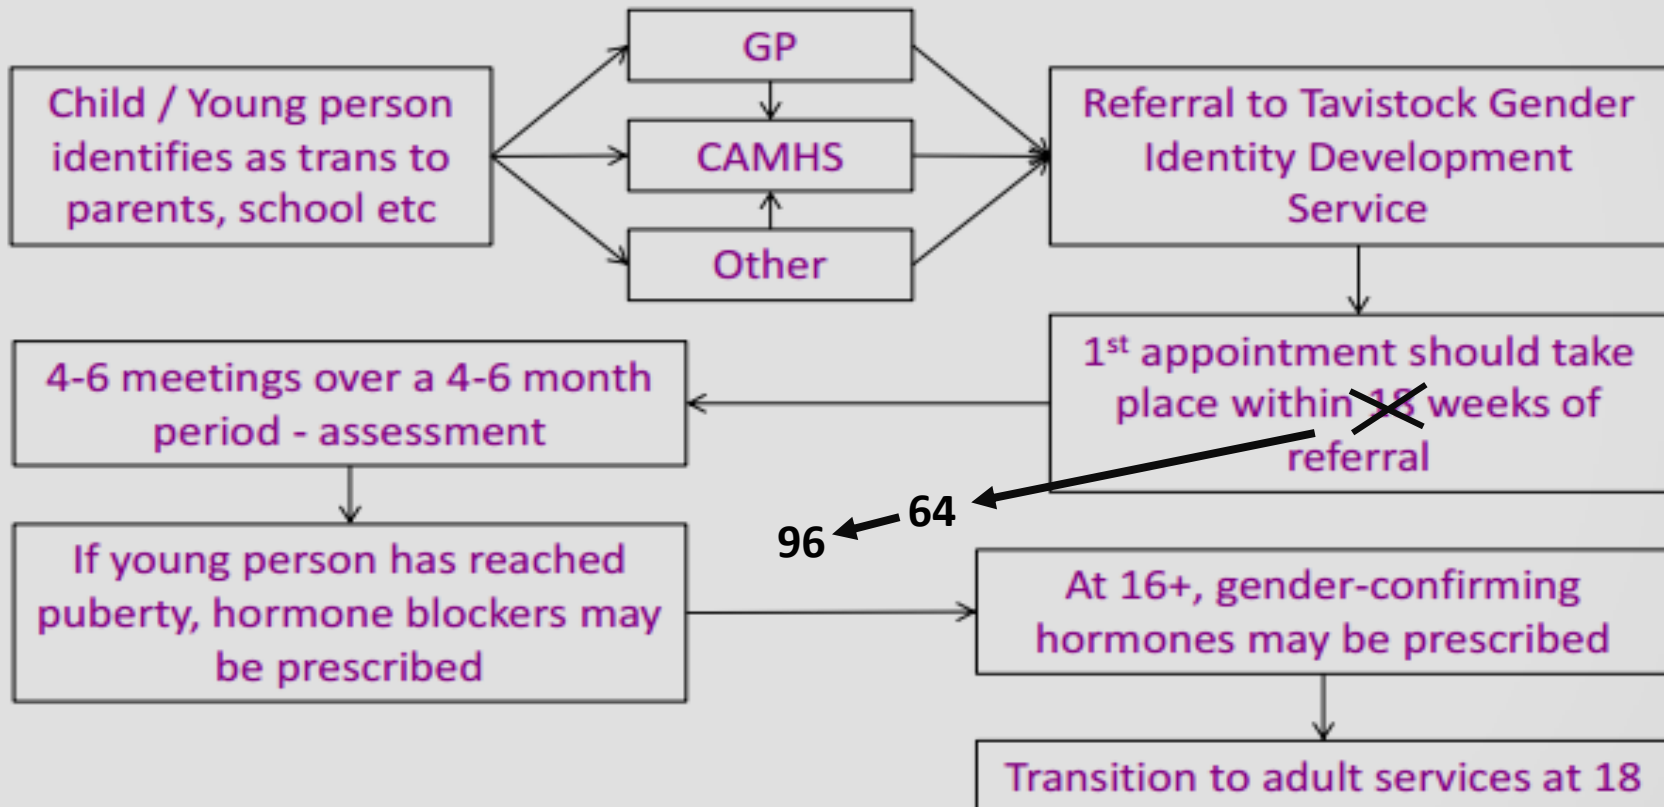 GP
Child / Young person
identifies as trans to
parents, school etc
CAMHS
Other
Referral to Tavistock Gender
Identity Development
Service
1st appointment should take
place within 18 weeks of
referral
64
96
4-6 meetings over a 4-6 month
period - assessment
If young person has reached
puberty, hormone blockers may
be prescribed
At 16+, gender-confirming
hormones may be prescribed
Transition to adult services at 18